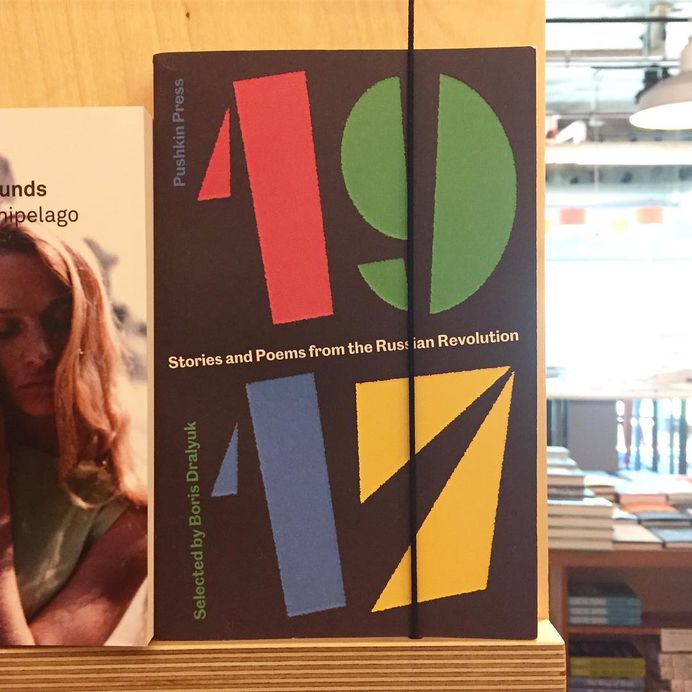 unds
hipelago
Pushkin Press
19
Stories and Poems from the Russian Revolution
17
Selected by Boris Dralyuk